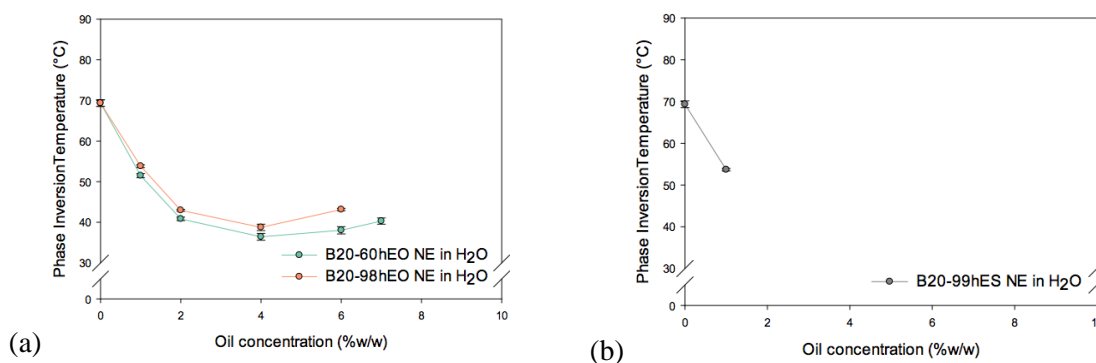 90
80
70
60
50
40
30
0
Phase InversionTemperature (°C)
0 2 4 6 8 10
Oil concentration (%w/w)
B20-60hEO NE in H2O
B20-98hEO NE in H2O
(a)
90
80
70
60
50
40
30
0
Phase InversionTemperature (°C)
0 2 4 6 8 1
Oil concentration (%w/w)
B20-99hES NE in H2O
(b)